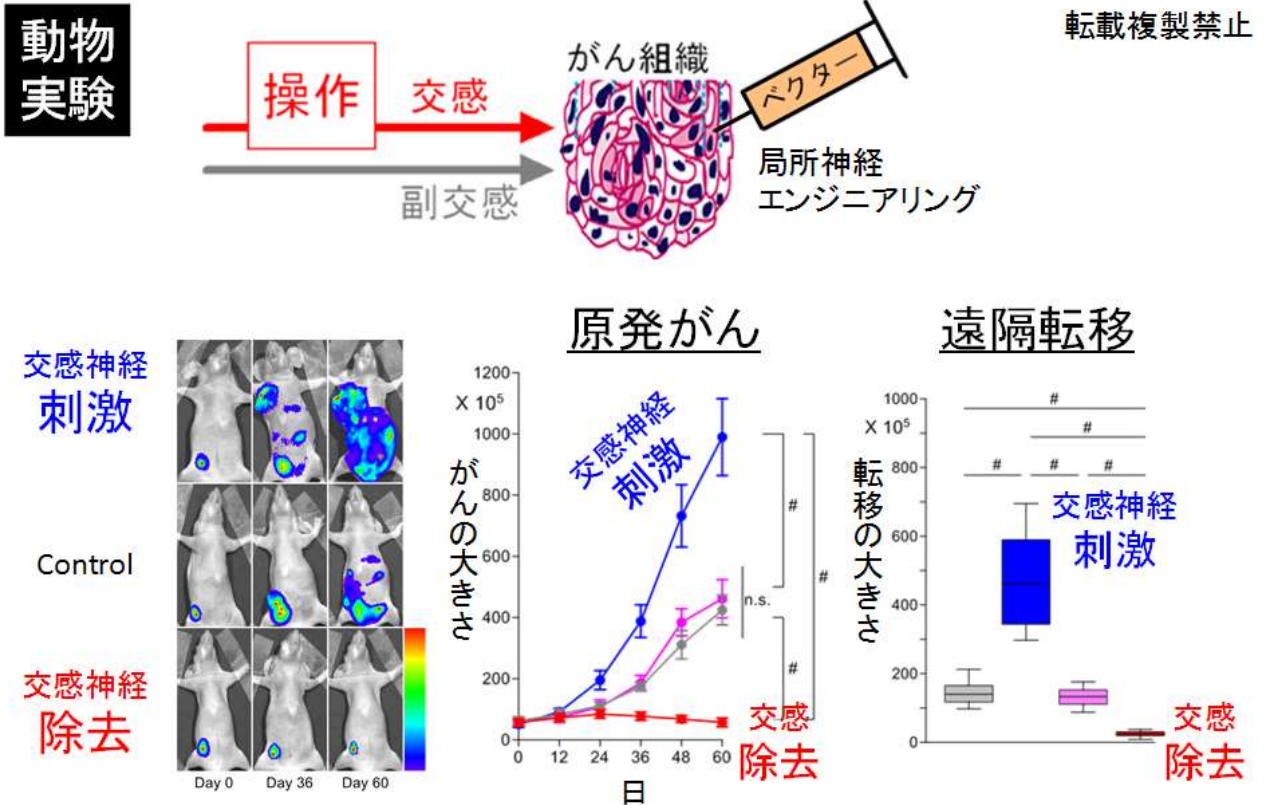 動物
実験
転載複製禁止
操作
交感
副交感
がん組織
ベクター
局所神経
エンジニアリング
交感神経
刺激
Control
交感神経
除去
Day 0
Day 36
Day 60
原発がん
がんの大きさ
X 10⁵
1200
1000
800
600
400
200
0
0
12
24
36
48
60
日
交感神経
刺激
#
n.s.
#
#
交感
除去
遠隔転移
転移の大きさ
1000
X 10⁵
800
600
400
200
0
#
#
# # #
交感神経
刺激
交感
除去